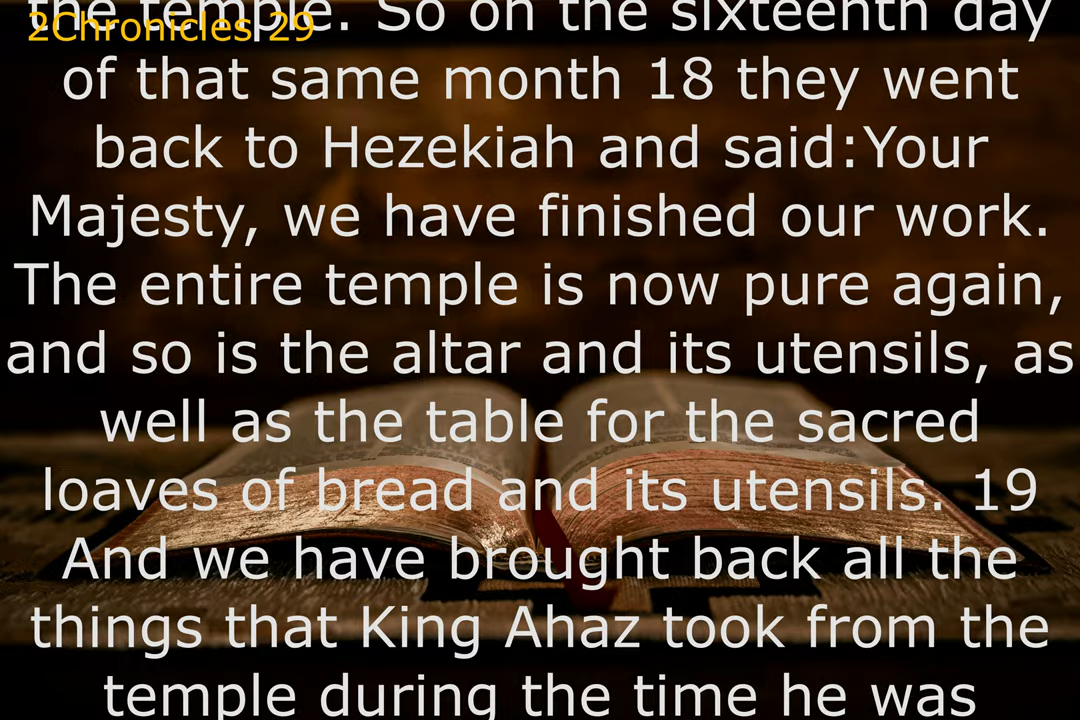 the temple. So on the sixteenth day
2Chronicles 29
of that same month 18 they went
back to Hezekiah and said:Your
Majesty, we have finished our work.
The entire temple is now pure again,
and so is the altar and its utensils, as
well as the table for the sacred
loaves of bread and its utensils. 19
And we have brought back all the
things that King Ahaz took from the
temple during the time he was